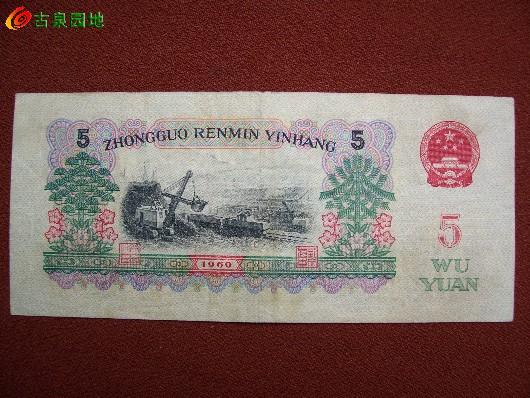 古泉园地
5 ZHONGGUO RENMIN YINHANG 5
5
WU
YUAN
1960